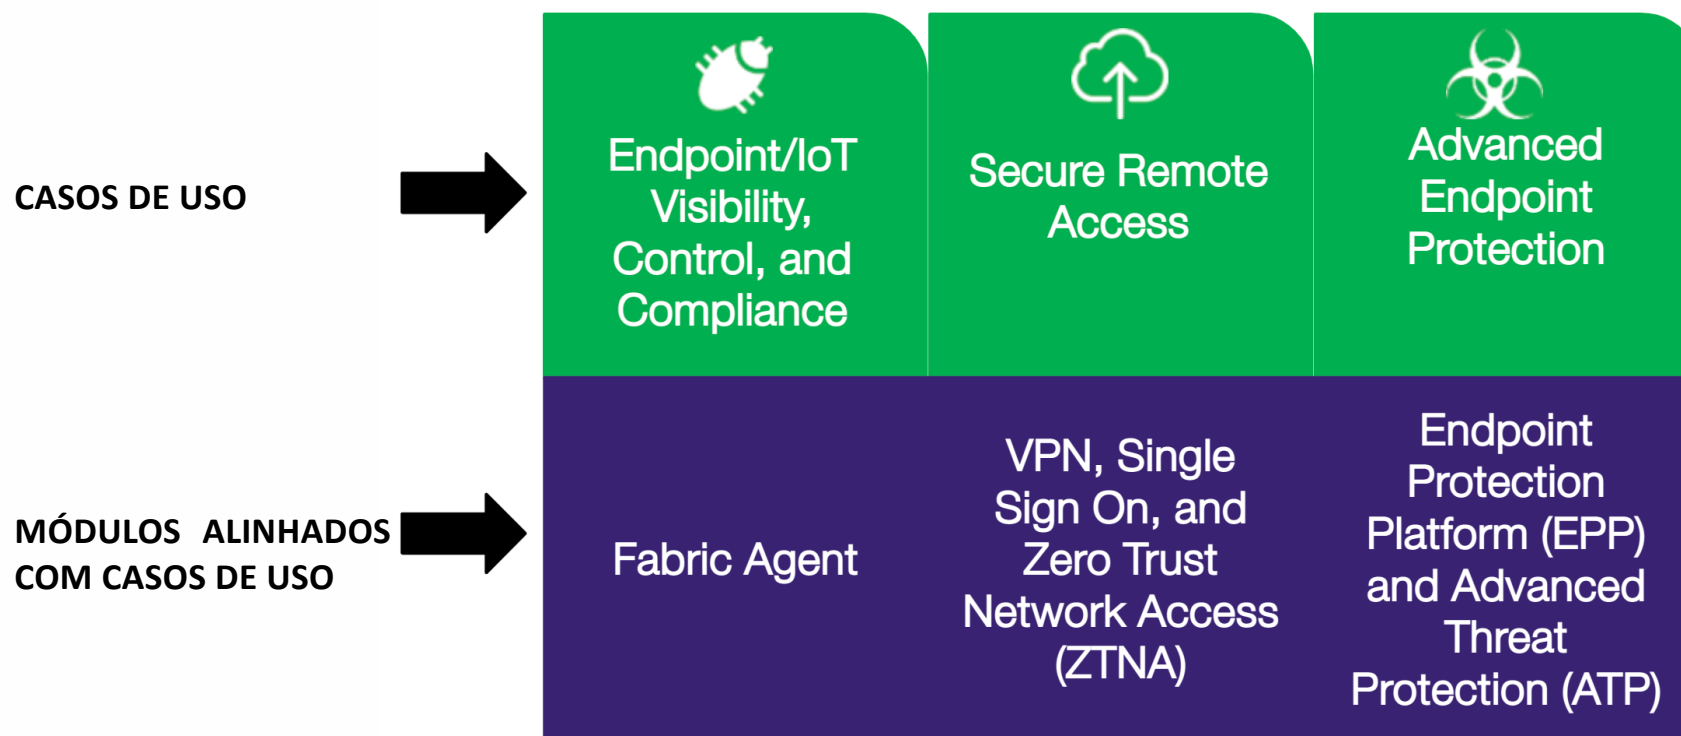 CASOS DE USO
Endpoint/IoT
Visibility,
Control, and
Compliance
Secure Remote
Access
Advanced
Endpoint
Protection
MÓDULOS ALINHADOS
COM CASOS DE USO
Fabric Agent
VPN, Single
Sign On, and
Zero Trust
Network Access
(ZTNA)
Endpoint
Protection
Platform (EPP)
and Advanced
Threat
Protection (ATP)